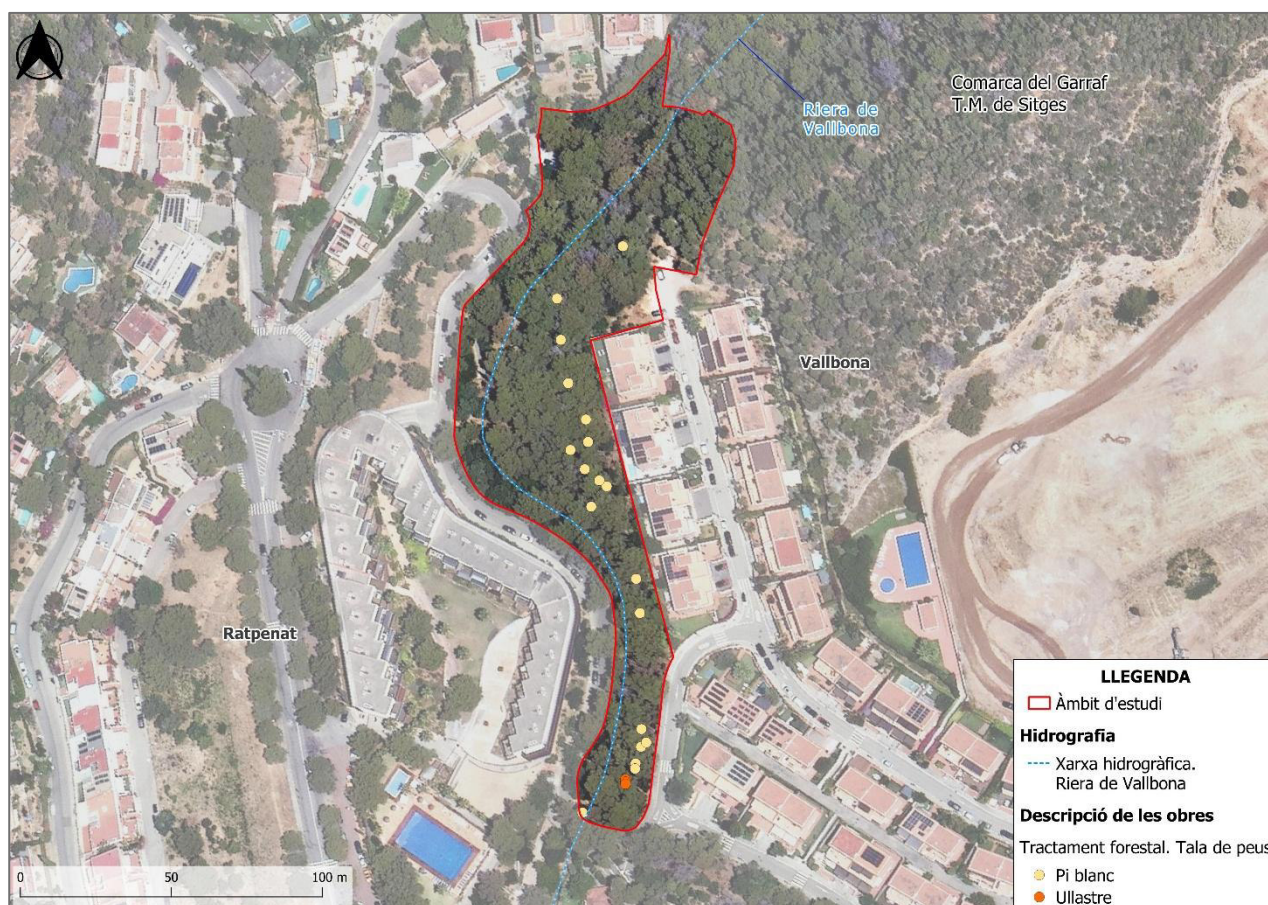 Comarca del Garraf
T.M. de Sitges
Riera de
Vallbona
Vallbona
Ratpenat
LLEGENDA
Àmbit d'estudi
Hidrografia
Xarxa hidrogràfica.
Riera de Vallbona
Descripció de les obres
Tractament forestal. Tala de peus
Pi blanc
Ullastre
0 50 100 m